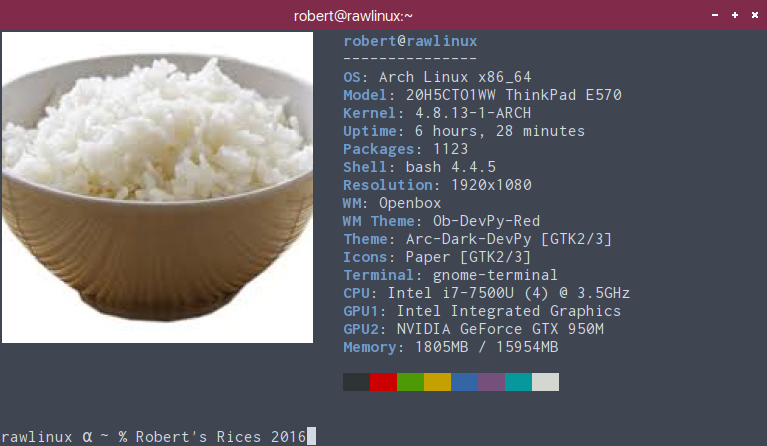 robert@rawlinux:~
robert@rawlinux
---------------
OS: Arch Linux x86_64
Model: 20H5CTO1WW ThinkPad E570
Kernel: 4.8.13-1-ARCH
Uptime: 6 hours, 28 minutes
Packages: 1123
Shell: bash 4.4.5
Resolution: 1920x1080
WM: Openbox
WM Theme: Ob-DevPy-Red
Theme: Arc-Dark-DevPy [GTK2/3]
Icons: Paper [GTK2/3]
Terminal: gnome-terminal
CPU: Intel i7-7500U (4) @ 3.5GHz
GPU1: Intel Integrated Graphics
GPU2: NVIDIA GeForce GTX 950M
Memory: 1805MB / 15954MB
rawlinux α ~ % Robert's Rices 2016